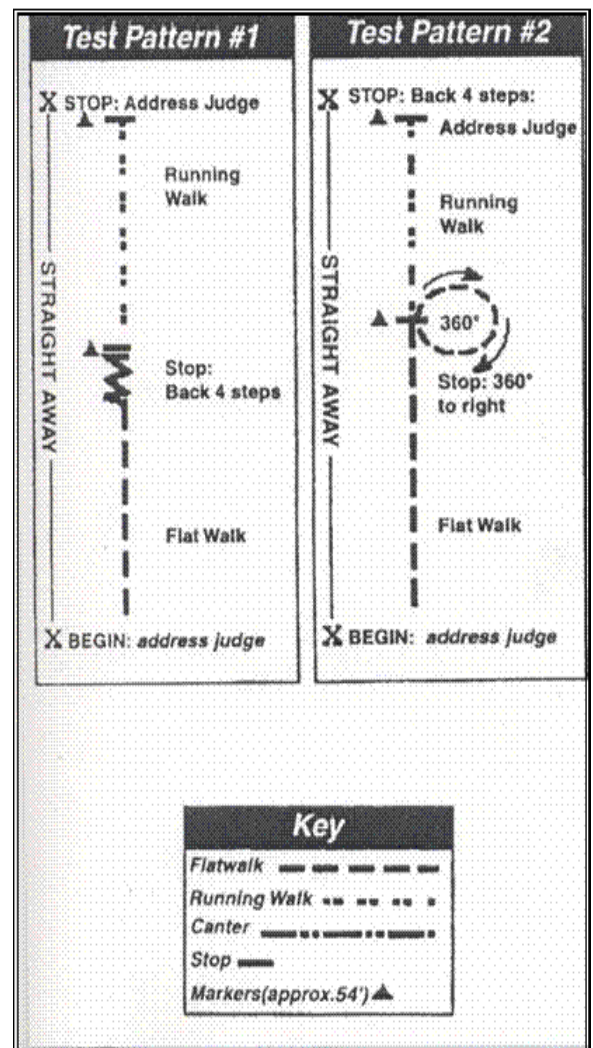 Test Pattern #1
X STOP: Address Judge
Running
Walk
STRAIGHT AWAY
Stop:
Back 4 steps
Flat Walk
X BEGIN: address judge
Test Pattern #2
X STOP: Back 4 steps:
Address Judge
Running
Walk
STRAIGHT AWAY
360°
Stop: 360°
to right
Flat Walk
X BEGIN: address judge
Key
Flatwalk
Running Walk
Canter
Stop
Markers(approx.54')